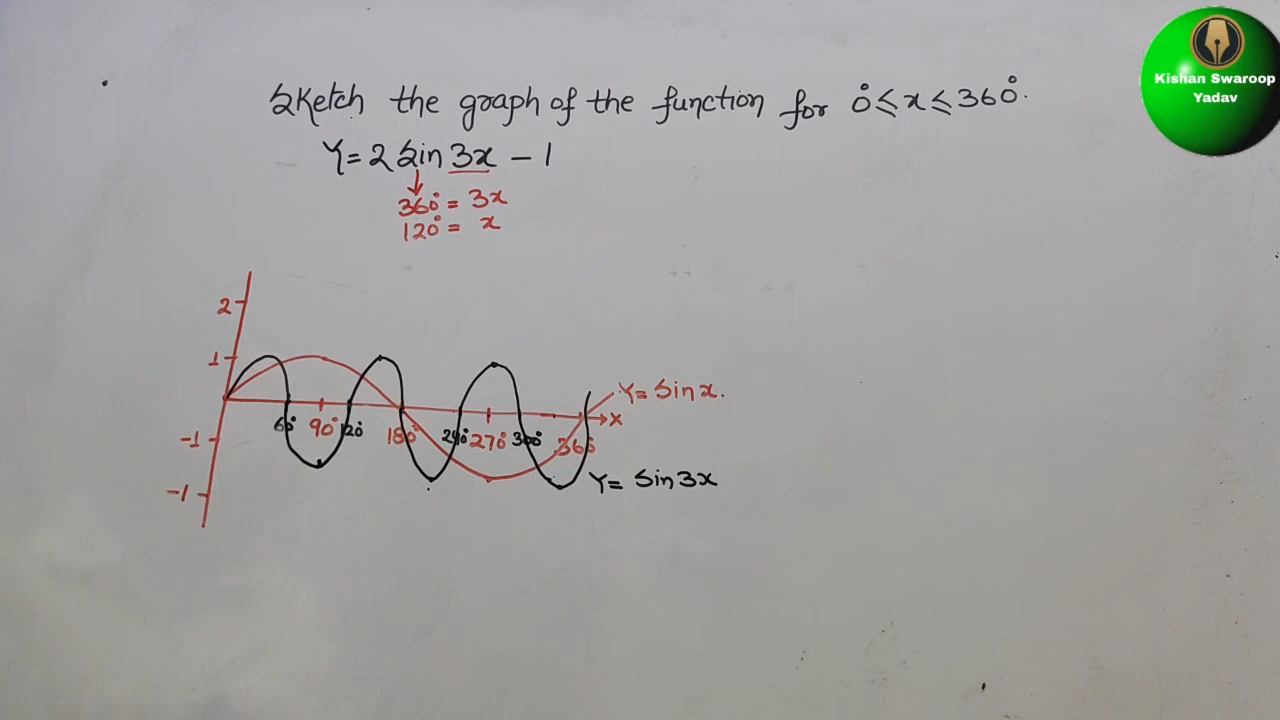 Sketch the graph of the function for 0° ≤ x ≤ 360°.
Y = 2 Sin 3x - 1
360° = 3x
120° = x
2
1
-1
-1
60°
90°
120°
180°
240°
270°
300°
360°
x
Y = Sin x.
Y = Sin 3x
Kishan Swaroop
Yadav